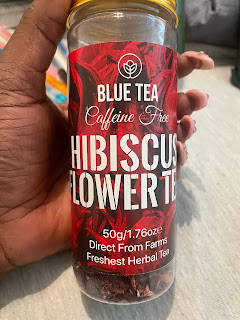 BLUE TEA
Caffeine Free
HIBISCUS
FLOWER TE
50g/1.76oz℮
Direct From Farms
Freshest Herbal Tea